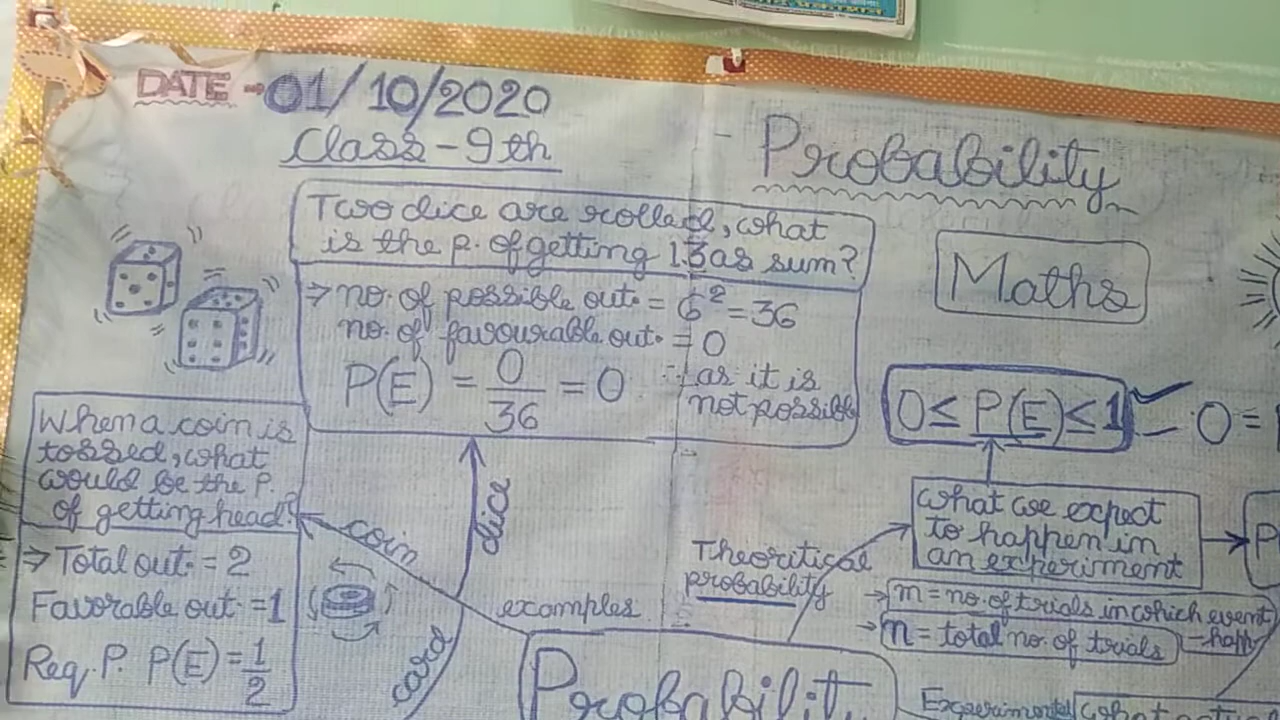 DATE → 01/10/2020
Class - 9th
- Probability
Maths
Two dice are rolled, what
is the p. of getting 13 as sum?
→ no. of possible out. = 6² = 36
no. of favourable out. = 0
P(E) = 0/36 = 0 ∵ as it is
not possible
0 ≤ P(E) ≤ 1
0 =
When a coin is
tossed, what
would be the P.
of getting head?
→ Total out. = 2
Favorable out. = 1
Req. P. P(E) = 1/2
coin
dice
card
examples
Probability
Theoritical
probability
what we expect
to happen in
an experiment
→ m = no. of trials in which event
happ
→ n = total no. of trials
Experimental